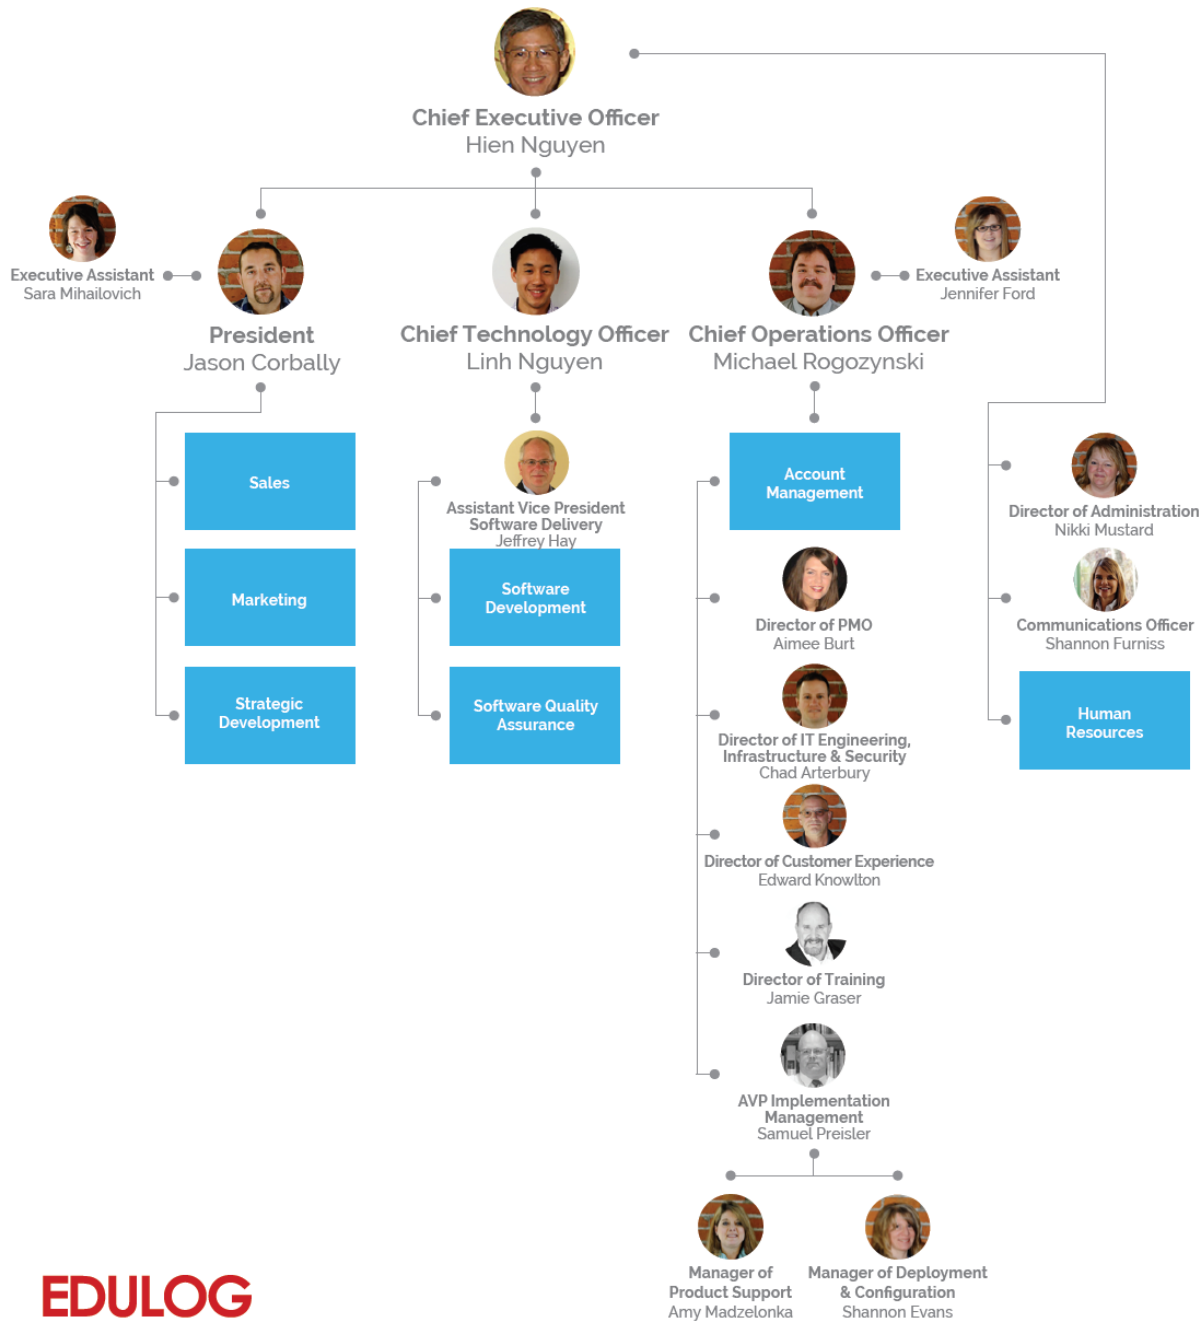 Chief Executive Officer
Hien Nguyen
Executive Assistant
Sara Mihailovich
President
Jason Corbally
Chief Technology Officer
Linh Nguyen
Chief Operations Officer
Michael Rogozynski
Executive Assistant
Jennifer Ford
Sales
Marketing
Strategic
Development
Assistant Vice President
Software Delivery
Jeffrey Hay
Software
Development
Software Quality
Assurance
Account
Management
Director of PMO
Aimee Burt
Director of IT Engineering,
Infrastructure & Security
Chad Arterbury
Director of Customer Experience
Edward Knowlton
Director of Training
Jamie Graser
AVP Implementation
Management
Samuel Preisler
Manager of
Product Support
Amy Madzelonka
Manager of Deployment
& Configuration
Shannon Evans
Director of Administration
Nikki Mustard
Communications Officer
Shannon Furniss
Human
Resources
EDULOG